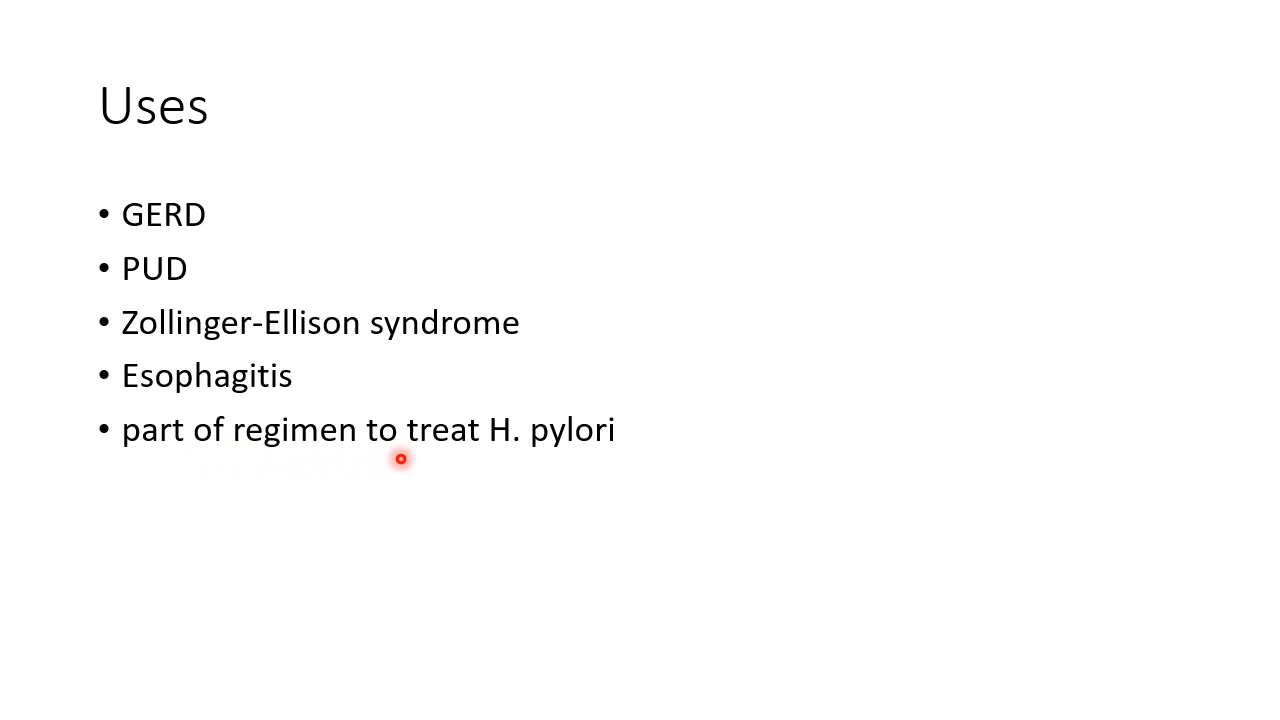 Uses
• GERD
• PUD
• Zollinger-Ellison syndrome
• Esophagitis
• part of regimen to treat H. pylori